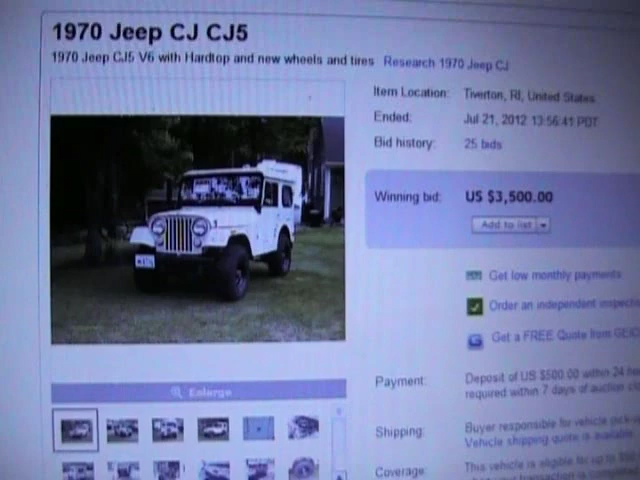 1970 Jeep CJ CJ5
1970 Jeep CJ5 V6 with Hardtop and new wheels and tires Research 1970 Jeep CJ
Item Location: Tiverton, RI, United States
Ended: Jul 21, 2012 13:56:41 PDT
Bid history: 25 bids
Winning bid: US $3,500.00
Add to list
Get low monthly payments
Order an independent
Get a FREE Quote from GEICO
Enlarge
Payment: Deposit of US $500.00 within 24
required within 7 days of auction
Shipping: Buyer responsible for vehicle pick-up
Vehicle shipping quote is available
Coverage: This vehicle is eligible for up to